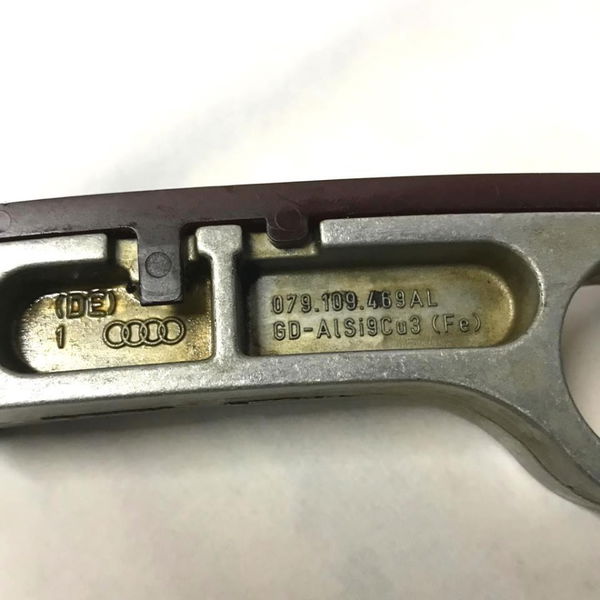 (DE)
1
079.109.469AL
GD-AlSi9Cu3 (Fe)